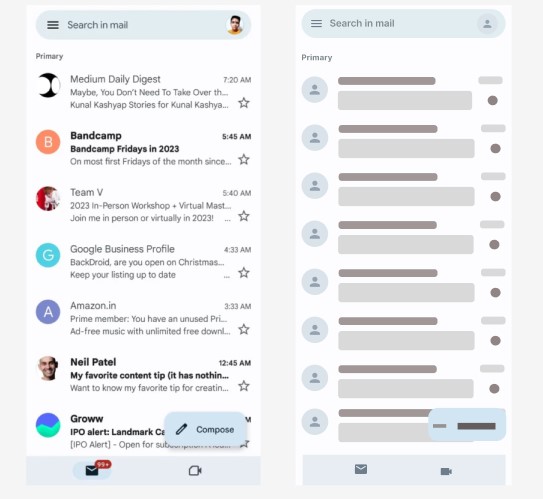 Search in mail
Primary
Medium Daily Digest 7:20 AM
Maybe, You Don't Need To Take Over th...
Kunal Kashyap Stories for Kunal Kashya...
B
Bandcamp 5:45 AM
Bandcamp Fridays in 2023
On most first Fridays of the month since...
Team V 5:40 AM
2023 In-Person Workshop + Virtual Mast...
Join me in person or virtually in 2023! ...
G
Google Business Profile 4:33 AM
BackDroid, are you open on Christmas...
Keep your listing up to date ...
A
Amazon.in 3:33 AM
Prime member: You have an unused Pri...
Ad-free music with unlimited free downl...
Neil Patel 12:45 AM
My favorite content tip (it has nothin...
Want to know my favorite tip for creatin...
Groww M
IPO alert: Landmark Ca
[IPO Alert] - Open for
Compose
99+
Search in mail
Primary